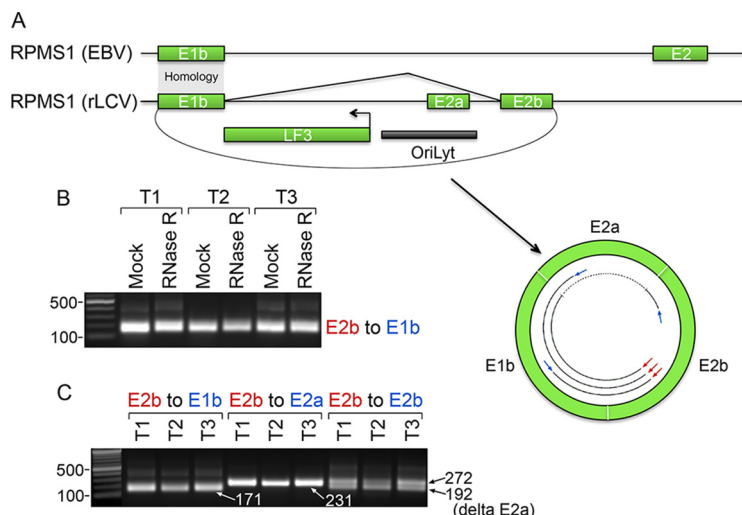 A
RPMS1 (EBV) E1b E2
Homology
RPMS1 (rLCV) E1b E2a E2b
LF3
OriLyt
B
T1 T2 T3
Mock RNase R Mock RNase R Mock RNase R
500
100
E2b to E1b
E2a
E1b
E2b
C
E2b to E1b E2b to E2a E2b to E2b
T1 T2 T3 T1 T2 T3 T1 T2 T3
500
100
171
231
272
192
(delta E2a)